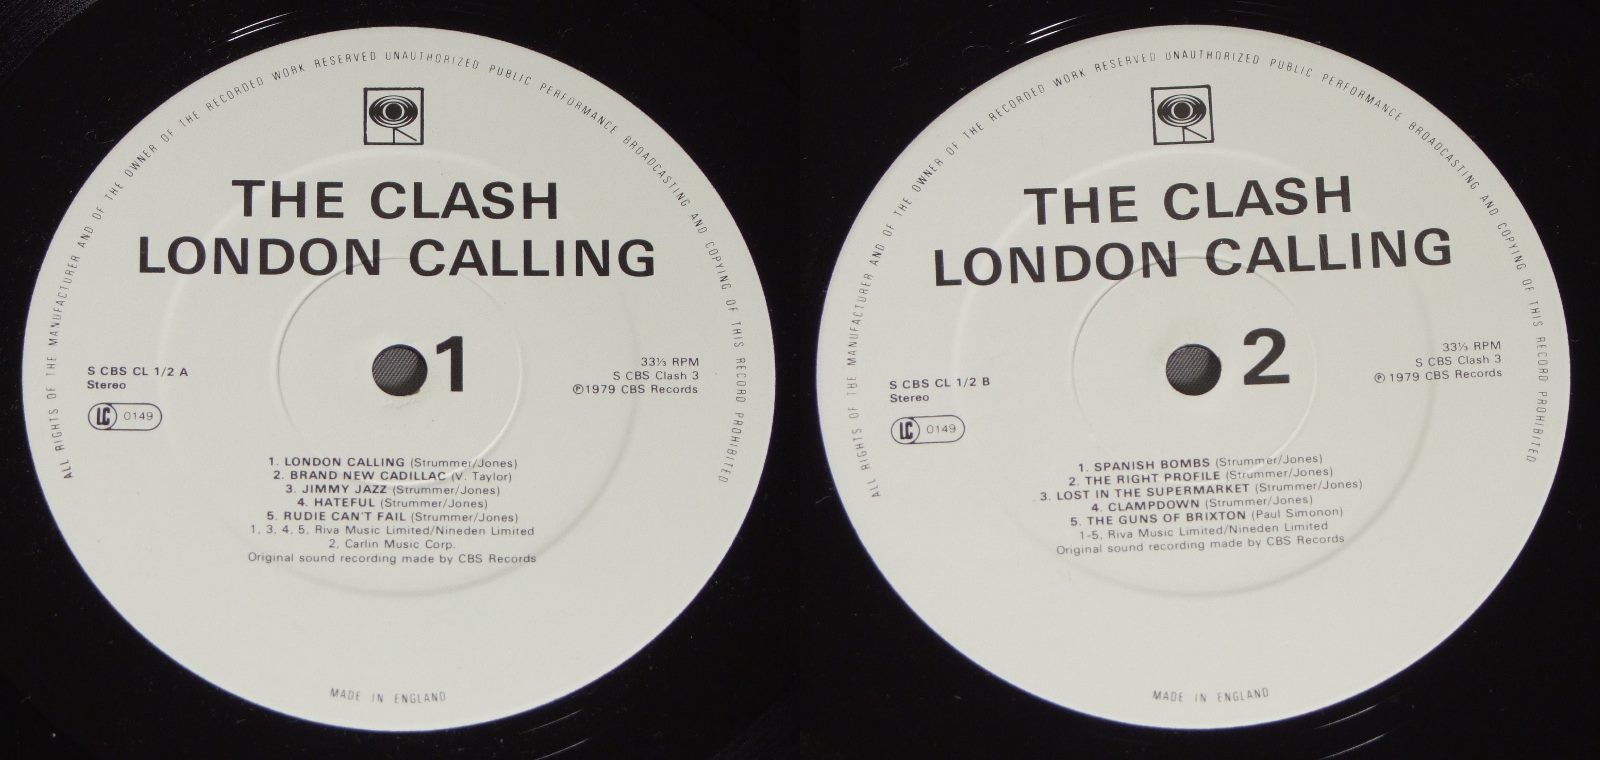 ALL RIGHTS OF THE MANUFACTURER AND OF THE OWNER OF THE RECORDED WORK RESERVED UNAUTHORIZED PUBLIC PERFORMANCE BROADCASTING AND COPYING OF THIS RECORD PROHIBITED
THE CLASH
LONDON CALLING
1
S CBS CL 1/2 A
Stereo
LC 0149
33⅓ RPM
S CBS Clash 3
℗1979 CBS Records
1. LONDON CALLING (Strummer/Jones)
2. BRAND NEW CADILLAC (V. Taylor)
3. JIMMY JAZZ (Strummer/Jones)
4. HATEFUL (Strummer/Jones)
5. RUDIE CAN'T FAIL (Strummer/Jones)
1, 3, 4, 5, Riva Music Limited/Nineden Limited
2, Carlin Music Corp.
Original sound recording made by CBS Records
MADE IN ENGLAND
ALL RIGHTS OF THE MANUFACTURER AND OF THE OWNER OF THE RECORDED WORK RESERVED UNAUTHORIZED PUBLIC PERFORMANCE BROADCASTING AND COPYING OF THIS RECORD PROHIBITED
THE CLASH
LONDON CALLING
2
S CBS CL 1/2 B
Stereo
LC 0149
33⅓ RPM
S CBS Clash 3
℗ 1979 CBS Records
1. SPANISH BOMBS (Strummer/Jones)
2. THE RIGHT PROFILE (Strummer/Jones)
3. LOST IN THE SUPERMARKET (Strummer/Jones)
4. CLAMPDOWN (Strummer/Jones)
5. THE GUNS OF BRIXTON (Paul Simonon)
1-5, Riva Music Limited/Nineden Limited
Original sound recording made by CBS Records
MADE IN ENGLAND